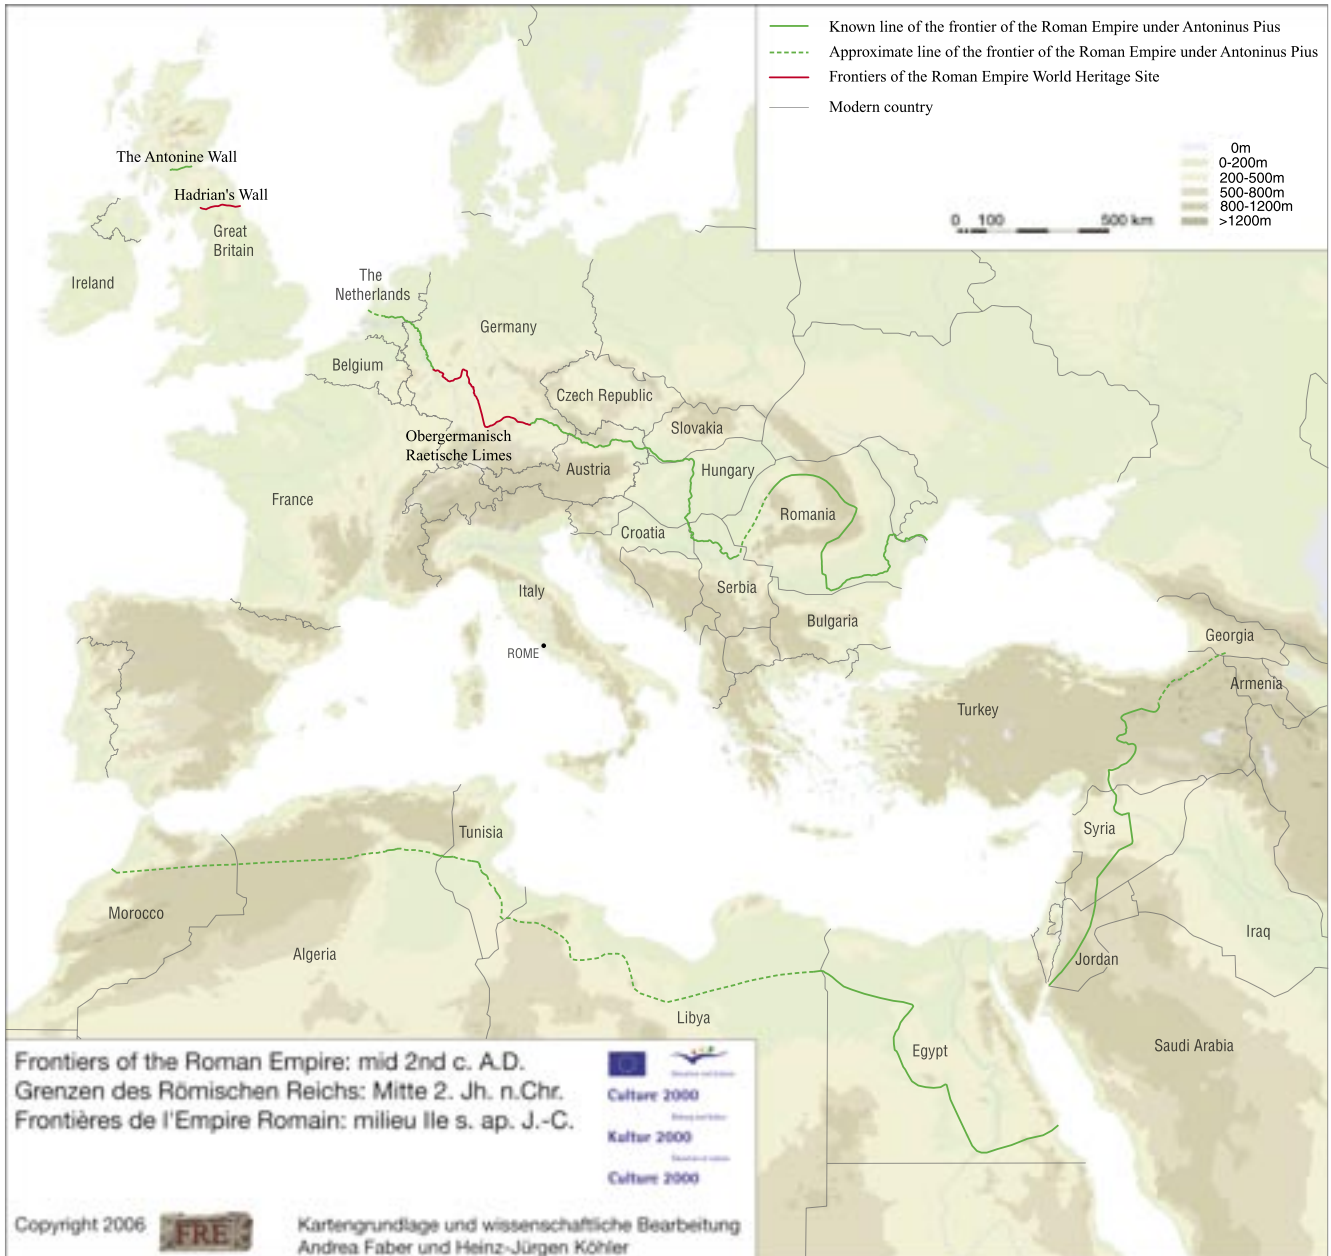 Known line of the frontier of the Roman Empire under Antoninus Pius
Approximate line of the frontier of the Roman Empire under Antoninus Pius
Frontiers of the Roman Empire World Heritage Site
Modern country
0m
0-200m
200-500m
500-800m
800-1200m
>1200m
0 100 500 km
The Antonine Wall
Hadrian's Wall
Great
Britain
Ireland
The
Netherlands
Germany
Belgium
Czech Republic
Slovakia
Obergermanisch
Raetische Limes
Austria
Hungary
France
Romania
Croatia
Italy
Serbia
Bulgaria
ROME
Georgia
Armenia
Turkey
Syria
Tunisia
Morocco
Algeria
Iraq
Jordan
Libya
Egypt
Saudi Arabia
Frontiers of the Roman Empire: mid 2nd c. A.D.
Grenzen des Römischen Reichs: Mitte 2. Jh. n.Chr.
Frontières de l'Empire Romain: milieu IIe s. ap. J.-C.
Culture 2000
Kultur 2000
Culture 2000
Copyright 2006
FRE
Kartengrundlage und wissenschaftliche Bearbeitung
Andrea Faber und Heinz-Jürgen Köhler